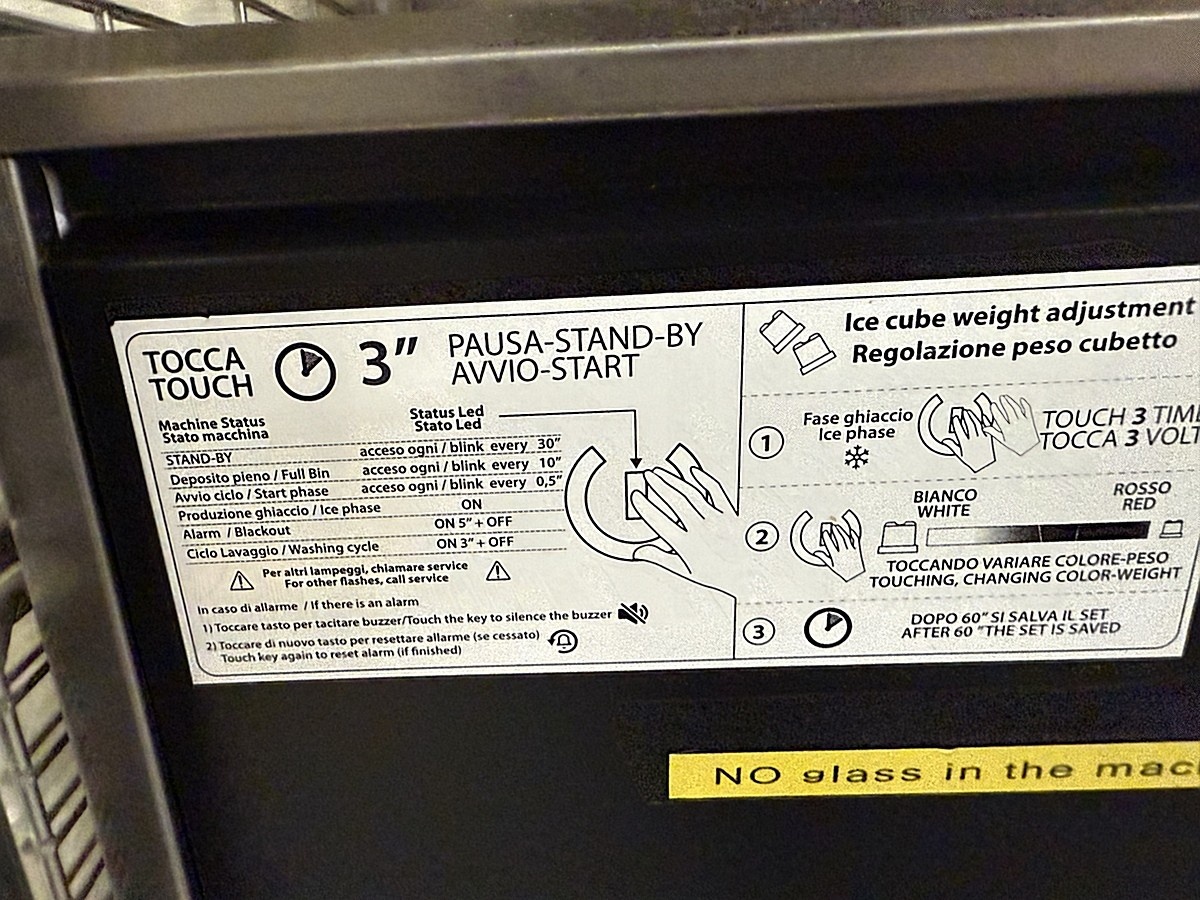 TOCCA
TOUCH
3”
PAUSA-STAND-BY
AVVIO-START
Machine Status
Stato macchina
Status Led
Stato Led
STAND-BY acceso ogni / blink every 30”
Deposito pieno / Full Bin acceso ogni / blink every 10”
Avvio ciclo / Start phase acceso ogni / blink every 0,5”
Produzione ghiaccio / Ice phase ON
Alarm / Blackout ON 5” + OFF
Ciclo Lavaggio / Washing cycle ON 3” + OFF
Per altri lampeggi, chiamare service
For other flashes, call service
In caso di allarme / If there is an alarm
1) Toccare tasto per tacitare buzzer/Touch the key to silence the buzzer
2) Toccare di nuovo tasto per resettare allarme (se cessato)
Touch key again to reset alarm (if finished)
Ice cube weight adjustment
Regolazione peso cubetto
1
Fase ghiaccio
Ice phase
TOUCH 3 TIM
TOCCA 3 VOLT
2
BIANCO
WHITE
ROSSO
RED
TOCCANDO VARIARE COLORE-PESO
TOUCHING, CHANGING COLOR-WEIGHT
3
DOPO 60” SI SALVA IL SET
AFTER 60 “THE SET IS SAVED
NO glass in the mac